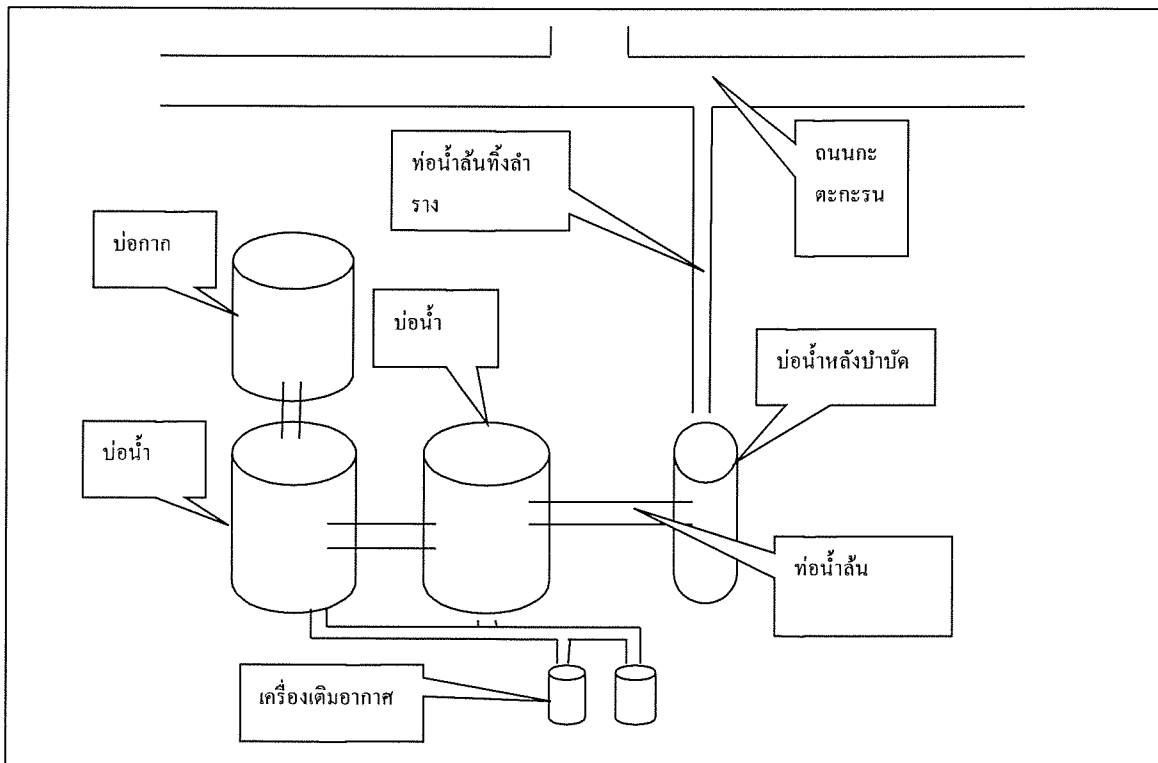 ท่อน้ำล้นทิ้งลำ
ราง
ถนนกะ
ตะกะรน
บ่อกาก
บ่อน้ำ
บ่อน้ำหลังบำบัด
บ่อน้ำ
ท่อน้ำล้น
เครื่องเติมอากาศ